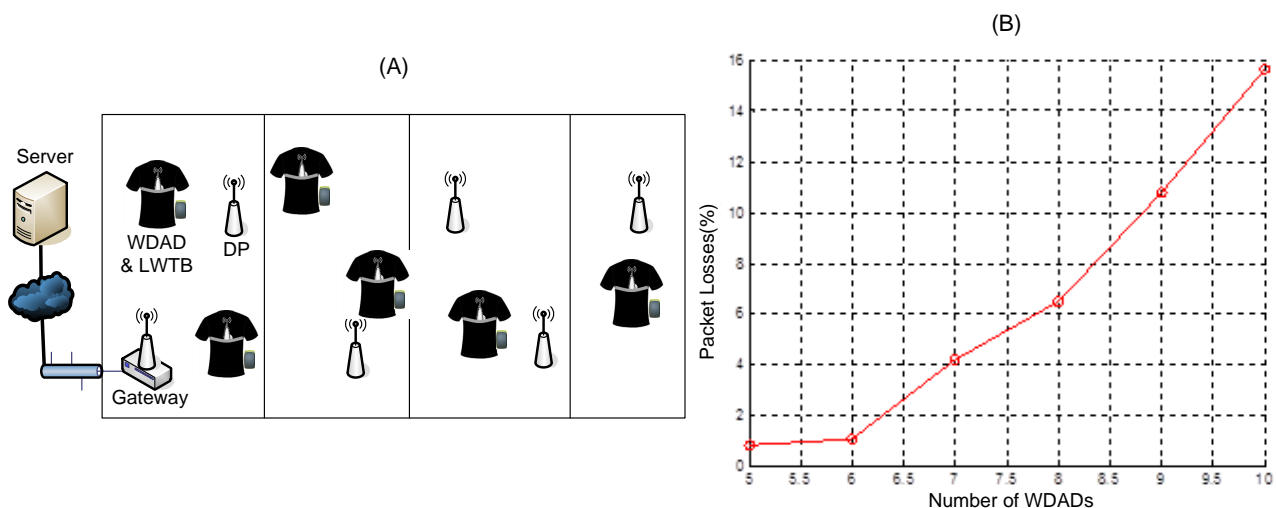 (A)
Server
WDAD
& LWTB
DP
Gateway
(B)
Packet Losses(%)
16
14
12
10
8
6
4
2
0
5 5.5 6 6.5 7 7.5 8 8.5 9 9.5 10
Number of WDADs